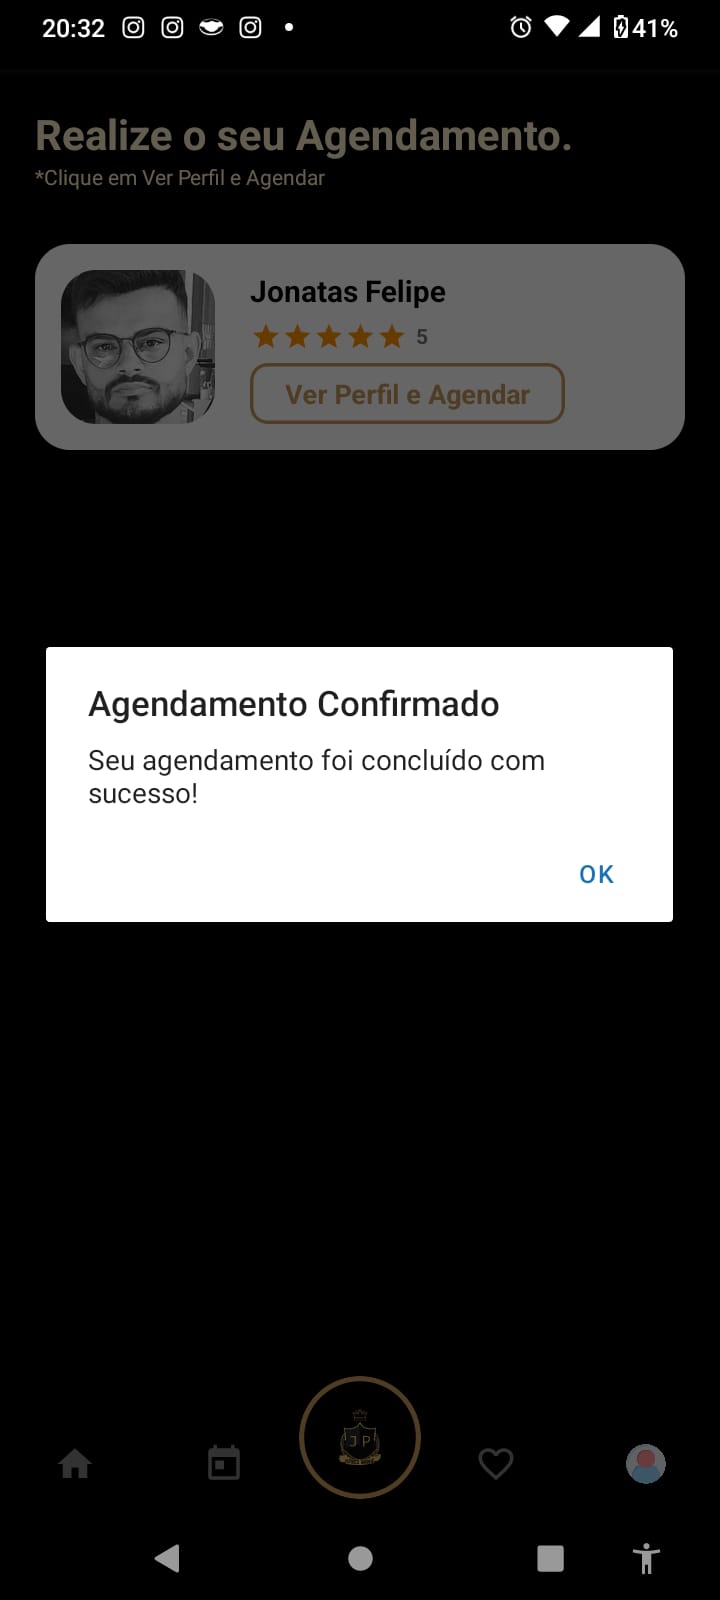 20:32
41%
Realize o seu Agendamento.
*Clique em Ver Perfil e Agendar
Jonatas Felipe
5
Ver Perfil e Agendar
Agendamento Confirmado
Seu agendamento foi concluído com
sucesso!
OK
J P